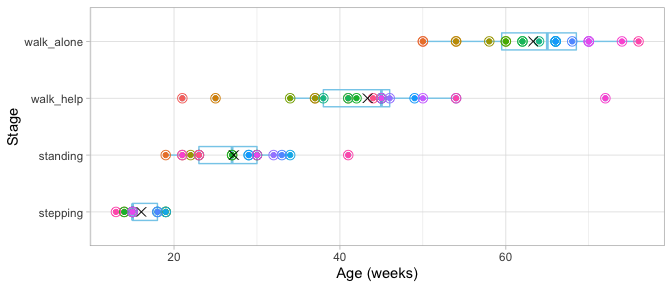 Stage
walk_alone
walk_help
standing
stepping
20 40 60
Age (weeks)